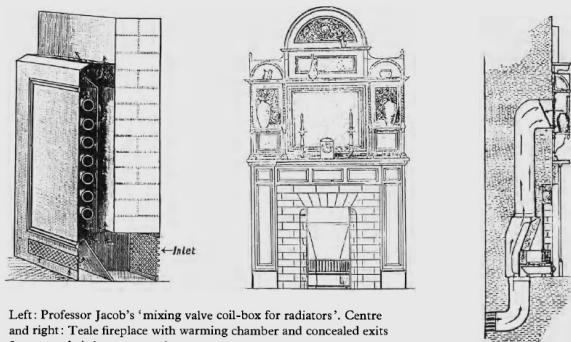 ←Inlet
Left: Professor Jacob's 'mixing valve coil-box for radiators'. Centre
and right: Teale fireplace with warming chamber and concealed exits